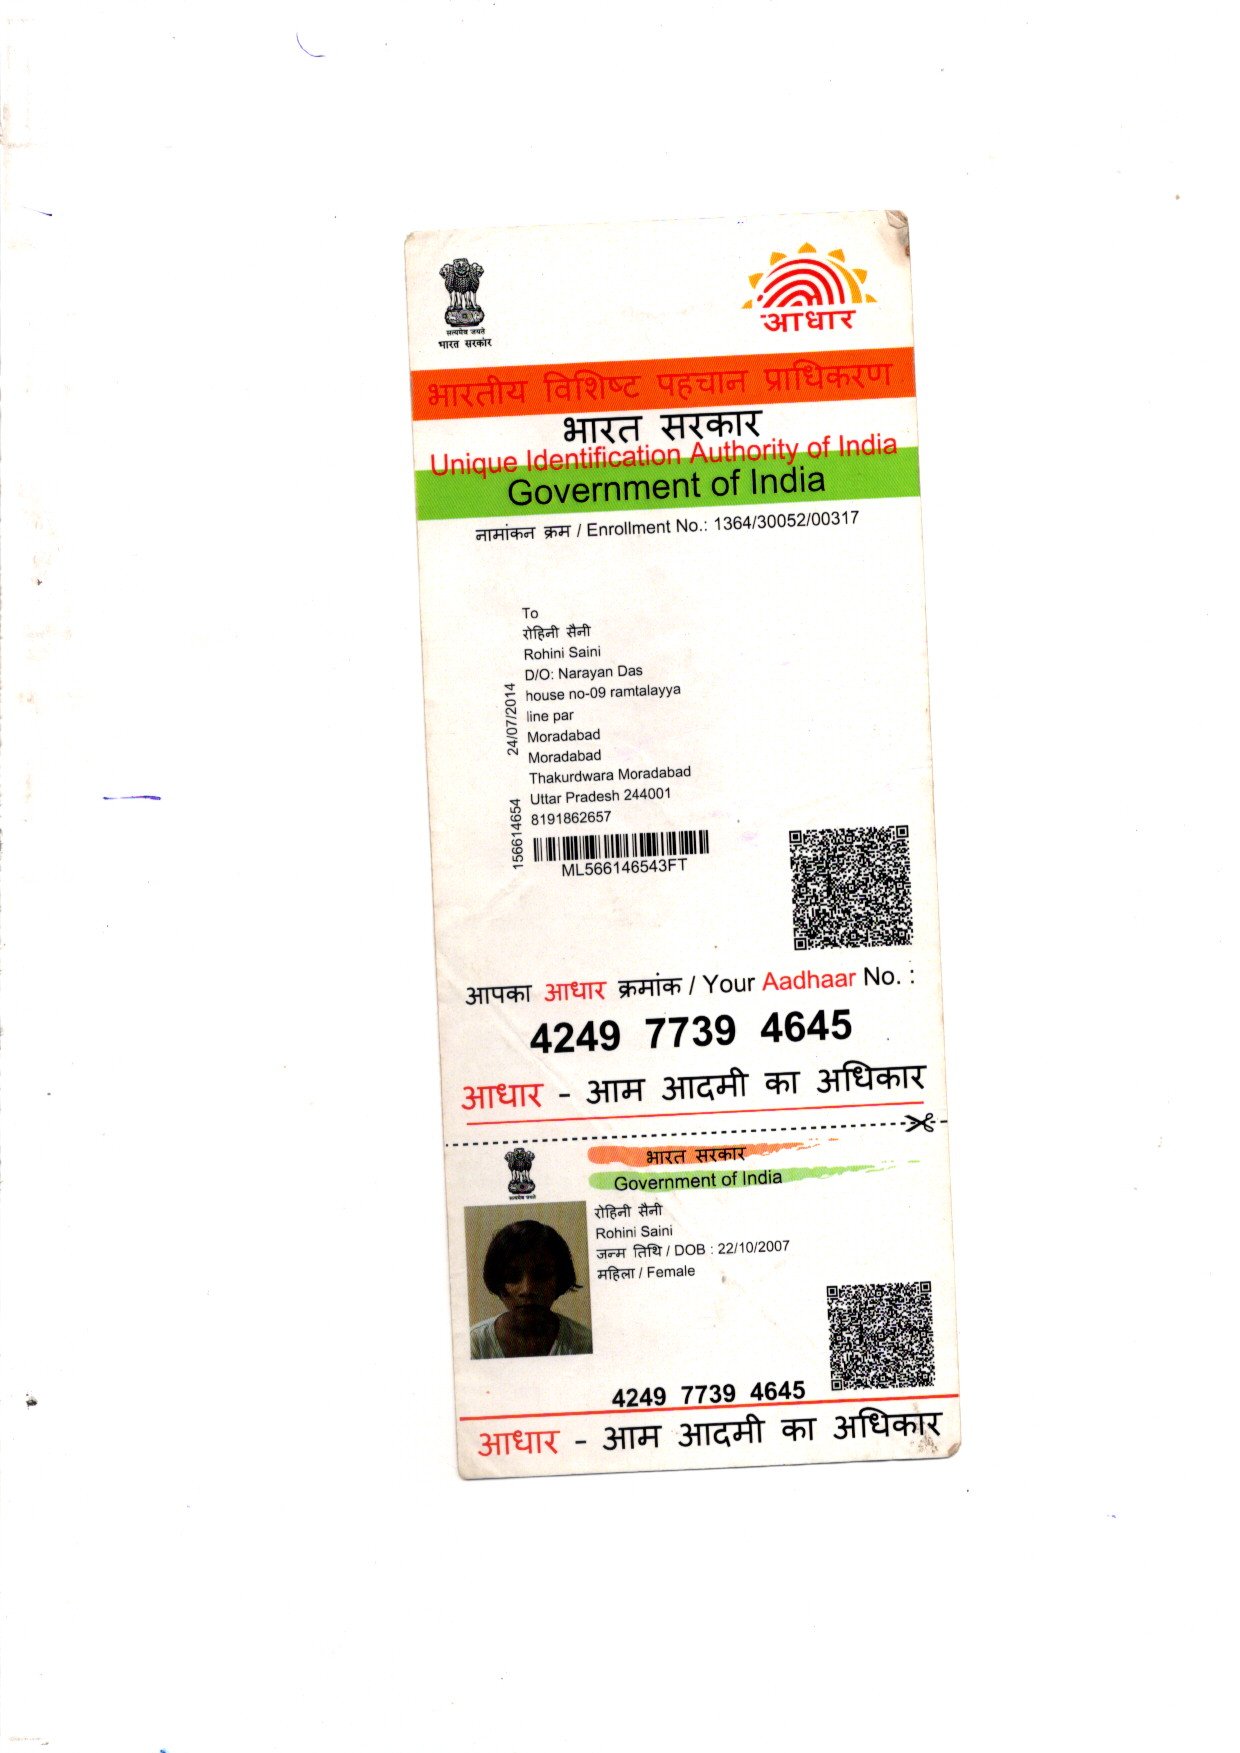 सत्यमेव जयते
भारत सरकार
आधार
भारतीय विशिष्ट पहचान प्राधिकरण
भारत सरकार
Unique Identification Authority of India
Government of India
नामांकन क्रम / Enrollment No.: 1364/30052/00317
To
रोहिनी सैनी
Rohini Saini
D/O: Narayan Das
house no-09 ramtalayya
line par
Moradabad
Moradabad
Thakurdwara Moradabad
Uttar Pradesh 244001
8191862657
24/07/2014
156614654
ML566146543FT
आपका आधार क्रमांक / Your Aadhaar No. :
4249 7739 4645
आधार - आम आदमी का अधिकार
सत्यमेव जयते
भारत सरकार
Government of India
रोहिनी सैनी
Rohini Saini
जन्म तिथि / DOB : 22/10/2007
महिला / Female
4249 7739 4645
आधार - आम आदमी का अधिकार